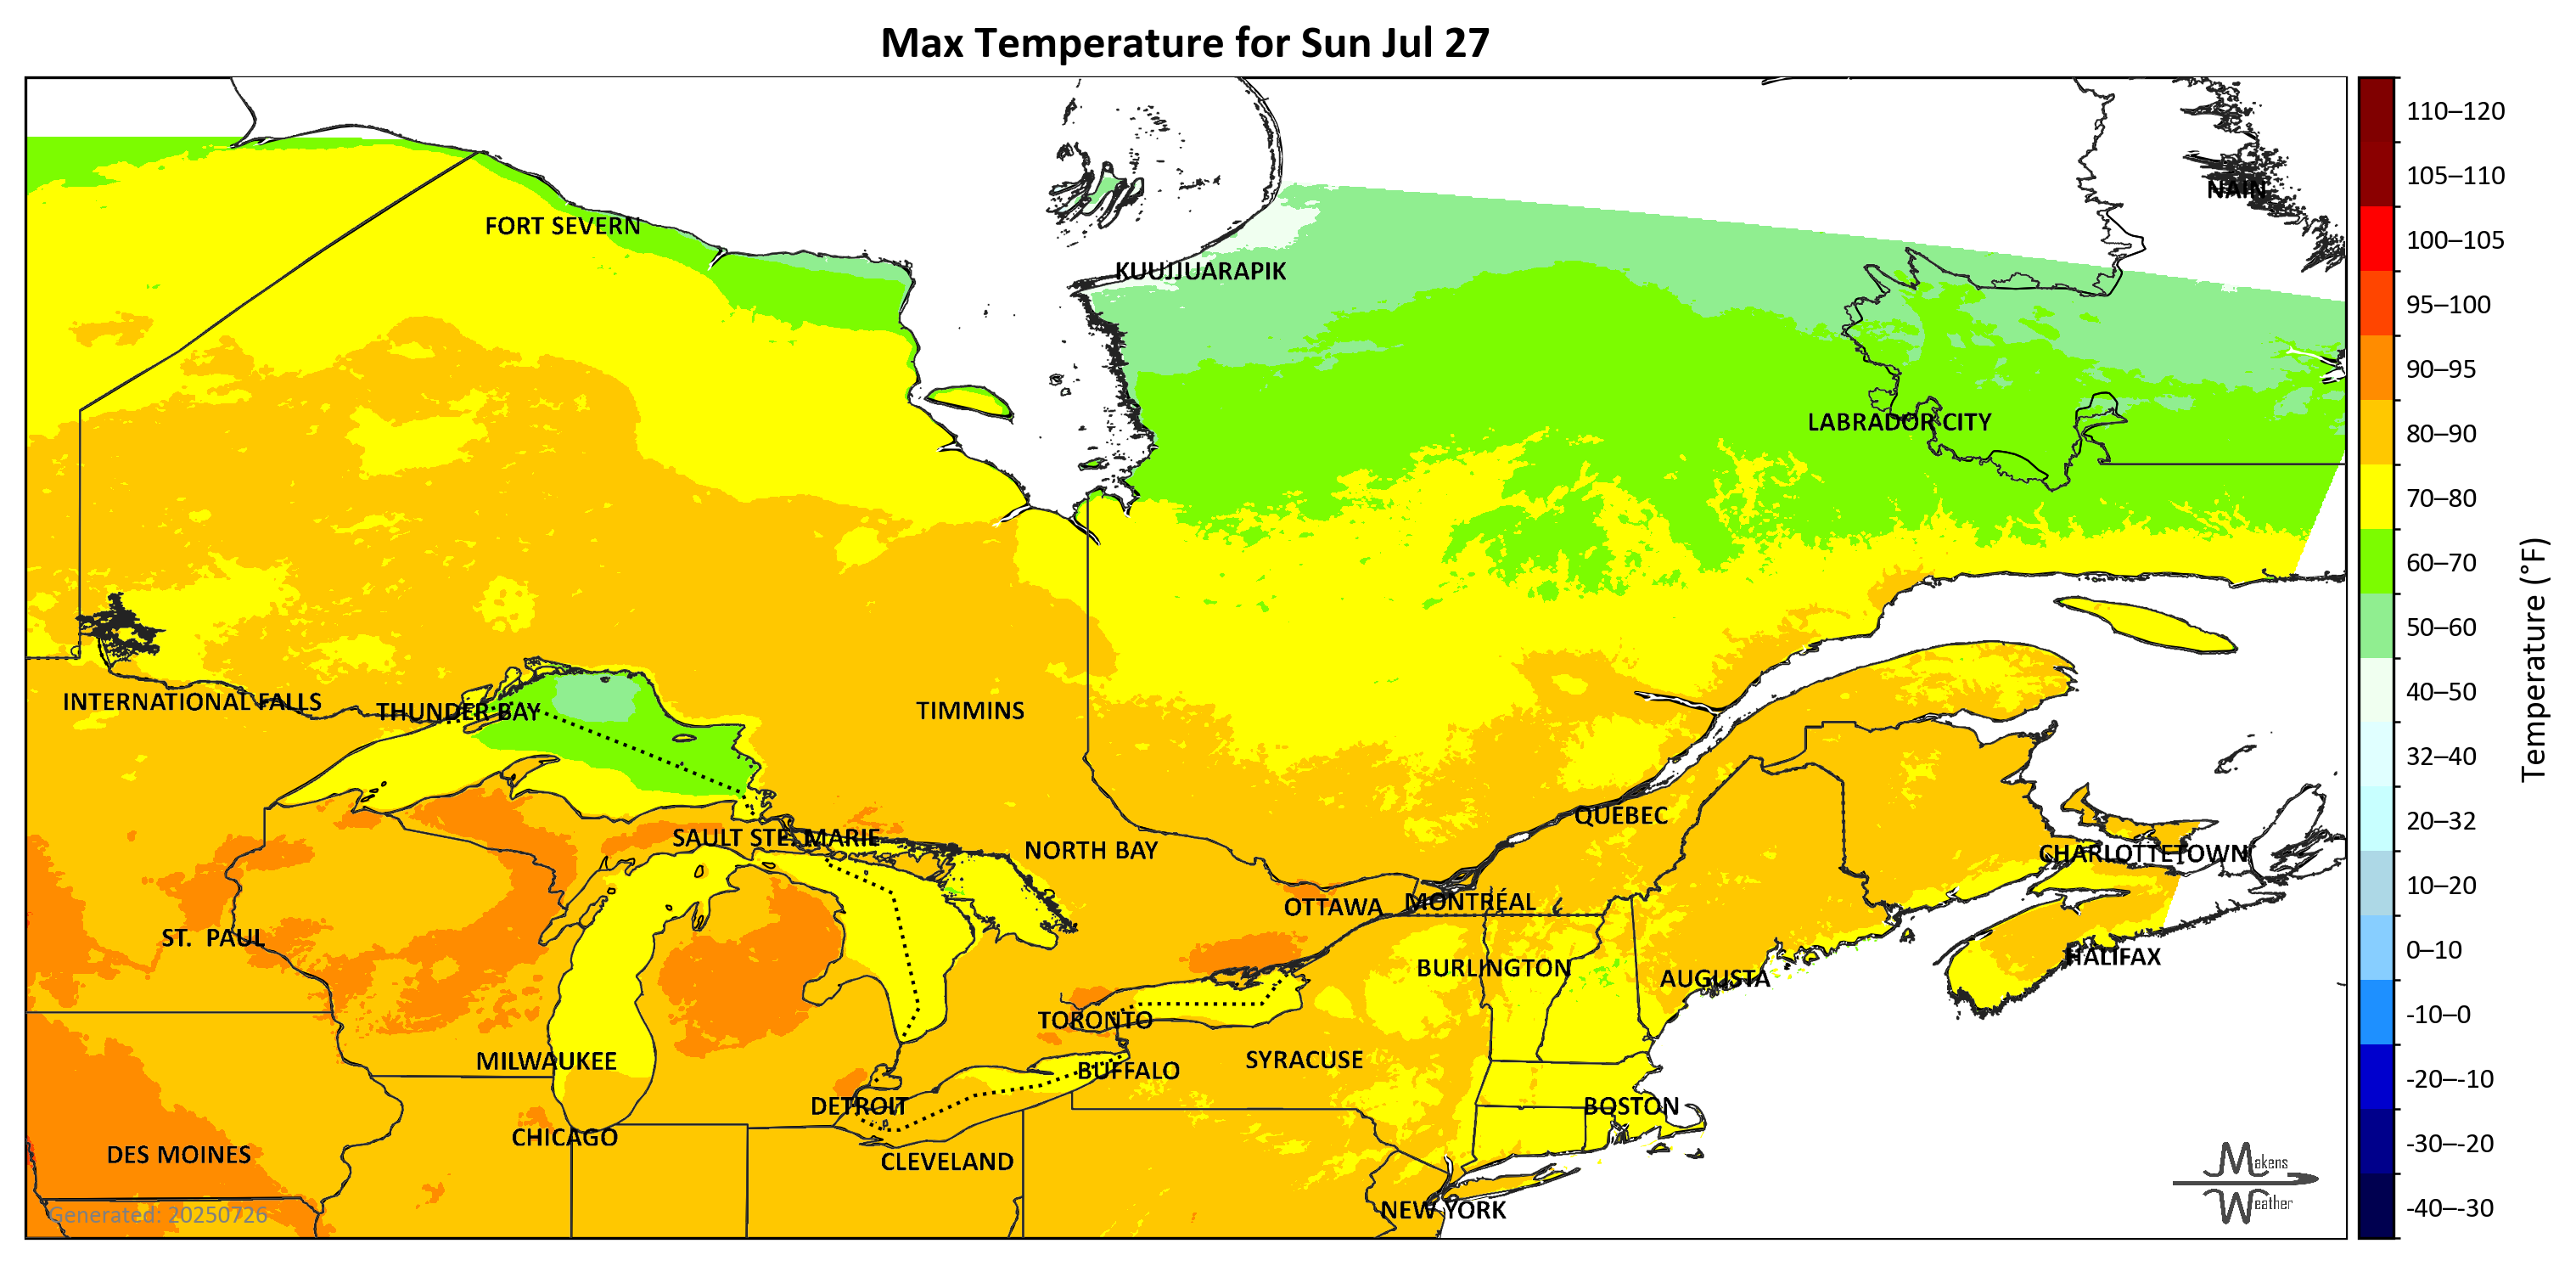 Max Temperature for Sun Jul 27
NAIN
FORT SEVERN
KUUJJUARAPIK
LABRADOR CITY
INTERNATIONAL FALLS
THUNDER BAY
TIMMINS
SAULT STE. MARIE
NORTH BAY
QUÉBEC
CHARLOTTETOWN
OTTAWA
MONTRÉAL
ST. PAUL
HALIFAX
BURLINGTON
AUGUSTA
TORONTO
MILWAUKEE
BUFFALO
SYRACUSE
DETROIT
BOSTON
CHICAGO
DES MOINES
CLEVELAND
NEW YORK
Generated: 20250726
Makens
Weather
110–120
105–110
100–105
95–100
90–95
80–90
70–80
60–70
50–60
40–50
32–40
20–32
10–20
0–10
-10–0
-20–-10
-30–-20
-40–-30
Temperature (°F)